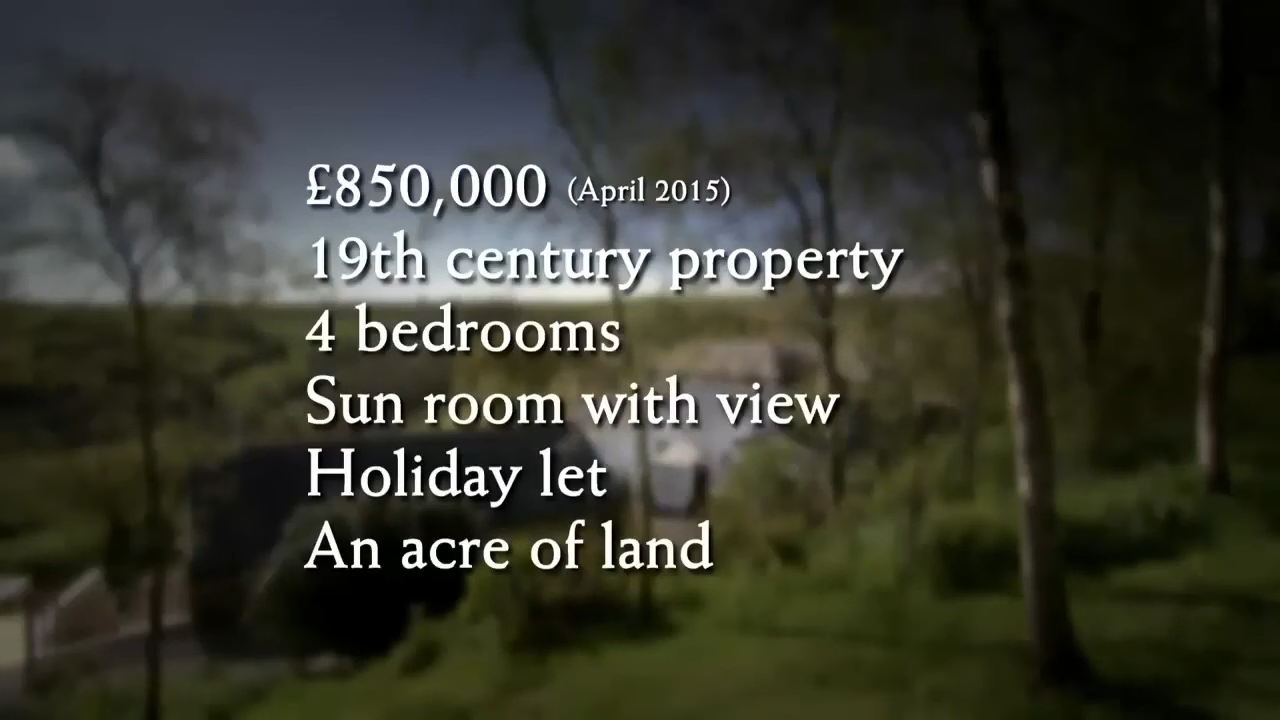 £850,000 (April 2015)
19th century property
4 bedrooms
Sun room with view
Holiday let
An acre of land